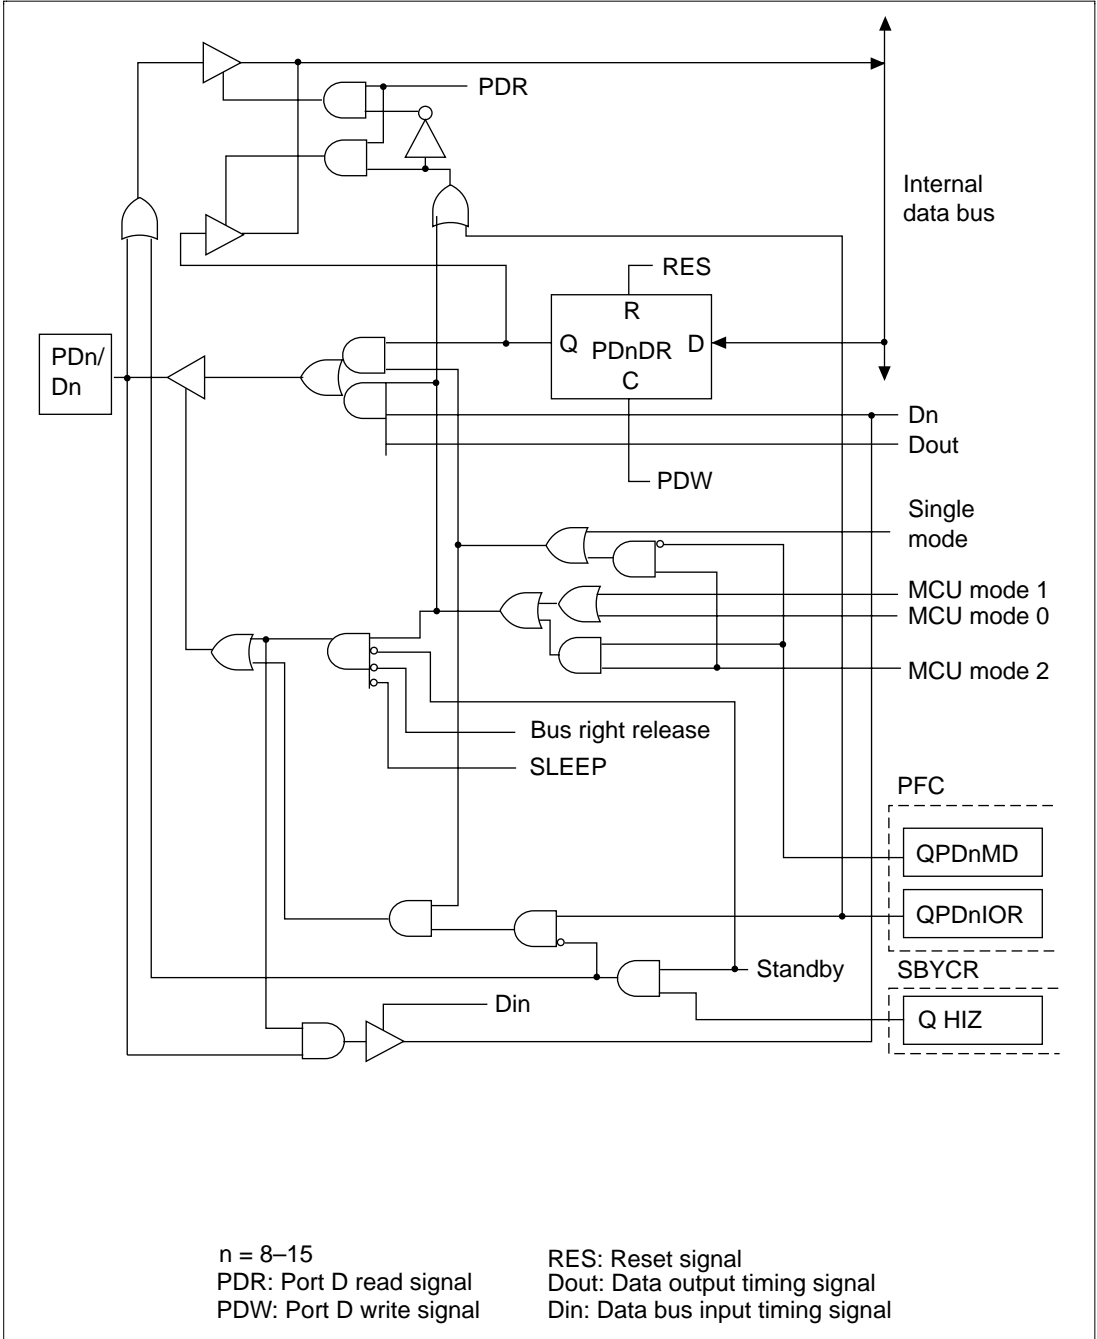 PDR
Internal
data bus
RES
R
Q
PDnDR
D
C
PDn/
Dn
Dn
Dout
PDW
Single
mode
MCU mode 1
MCU mode 0
MCU mode 2
Bus right release
SLEEP
PFC
QPDnMD
QPDnIOR
Standby
SBYCR
Din
Q HIZ
n = 8–15
PDR: Port D read signal
PDW: Port D write signal
RES: Reset signal
Dout: Data output timing signal
Din: Data bus input timing signal